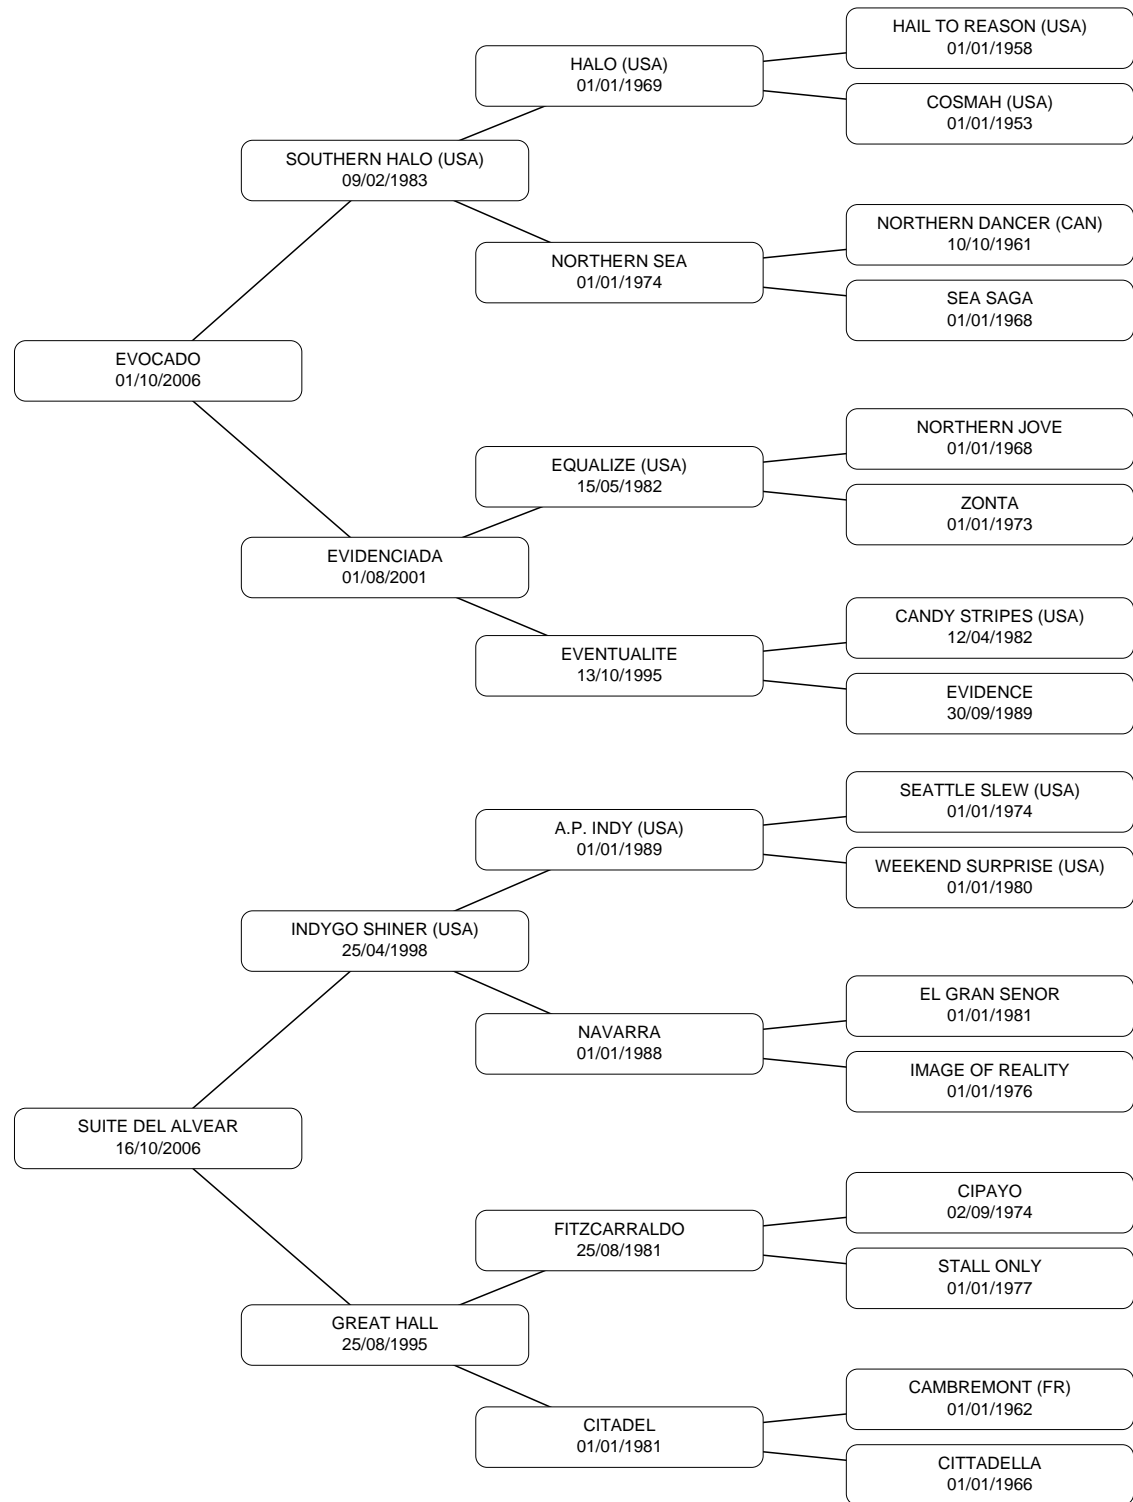 HAIL TO REASON (USA)
01/01/1958
HALO (USA)
01/01/1969
COSMAH (USA)
01/01/1953
SOUTHERN HALO (USA)
09/02/1983
NORTHERN DANCER (CAN)
10/10/1961
NORTHERN SEA
01/01/1974
SEA SAGA
01/01/1968
EVOCADO
01/10/2006
NORTHERN JOVE
01/01/1968
EQUALIZE (USA)
15/05/1982
ZONTA
01/01/1973
EVIDENCIADA
01/08/2001
CANDY STRIPES (USA)
12/04/1982
EVENTUALITE
13/10/1995
EVIDENCE
30/09/1989
SEATTLE SLEW (USA)
01/01/1974
A.P. INDY (USA)
01/01/1989
WEEKEND SURPRISE (USA)
01/01/1980
INDYGO SHINER (USA)
25/04/1998
EL GRAN SENOR
01/01/1981
NAVARRA
01/01/1988
IMAGE OF REALITY
01/01/1976
SUITE DEL ALVEAR
16/10/2006
CIPAYO
02/09/1974
FITZCARRALDO
25/08/1981
STALL ONLY
01/01/1977
GREAT HALL
25/08/1995
CAMBREMONT (FR)
01/01/1962
CITADEL
01/01/1981
CITTADELLA
01/01/1966